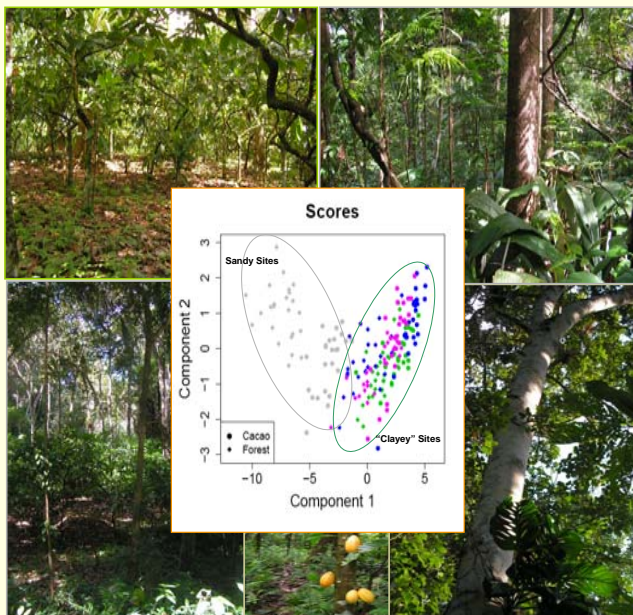 Scores
Component 2
3
2
1
0
−1
−2
−3
Sandy Sites
"Clayey" Sites
Cacao
Forest
−10
−5
0
5
Component 1